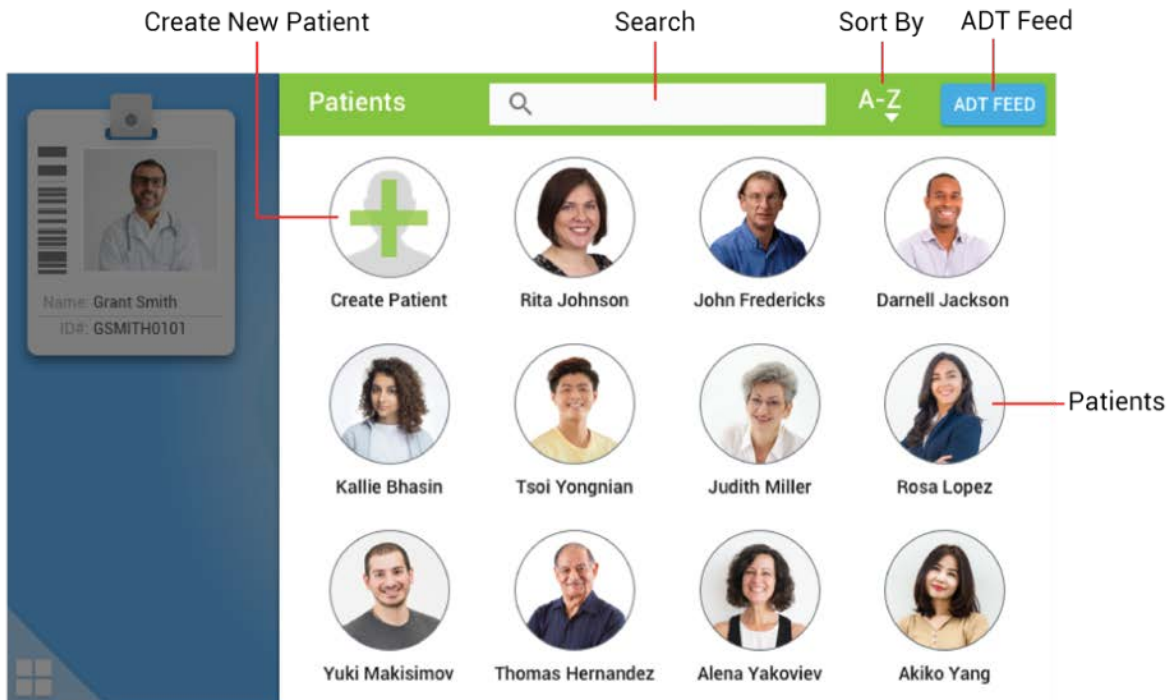 Create New Patient Search Sort By ADT Feed
Patients A-Z ADT FEED
Name: Grant Smith
ID#: GSMITH0101
Create Patient Rita Johnson John Fredericks Darnell Jackson
Patients
Kallie Bhasin Tsoi Yongnian Judith Miller Rosa Lopez
Yuki Makisimov Thomas Hernandez Alena Yakoviev Akiko Yang